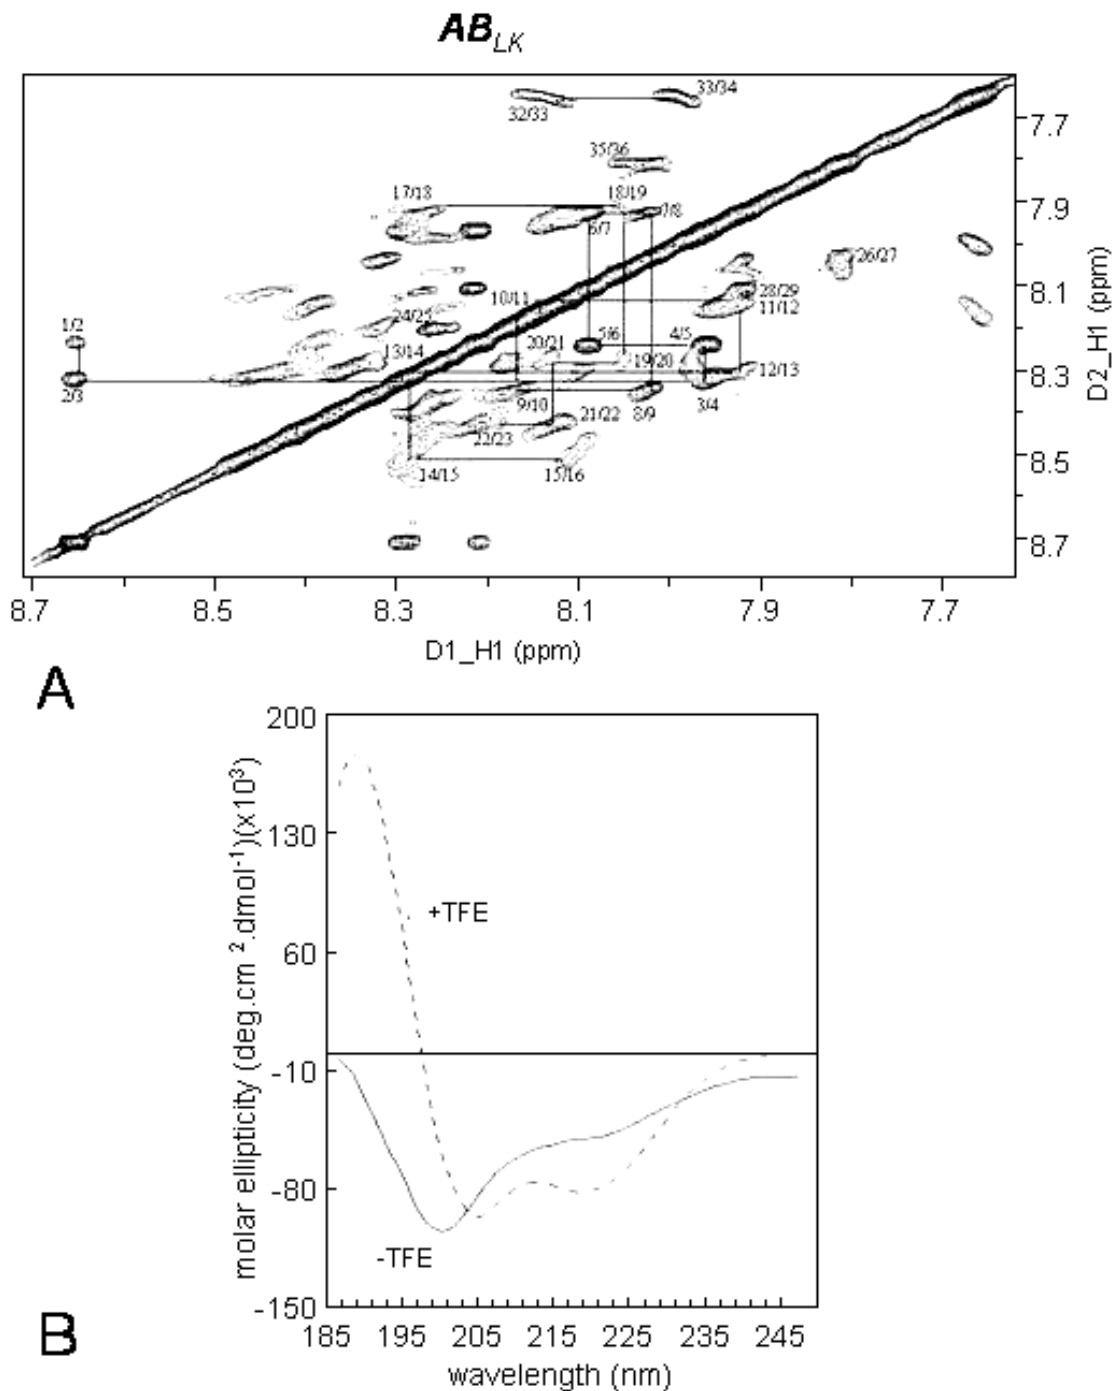 AB_LK
33/34
32/33
7.7
35/36
17/18 18/19
7.9
6/7 7/8
26/27
8.1
28/29
10/11 11/12
24/25
1/2 5/6 4/5
20/21
13/14 19/20
12/13
8.3
2/3
9/10 8/9 3/4
21/22
22/23
8.5
14/15 15/16
8.7
D2_H1 (ppm)
8.7 8.5 8.3 8.1 7.9 7.7
D1_H1 (ppm)
A
200
130
+TFE
60
-10
-80
-TFE
-150
molar ellipticity (deg.cm².dmol⁻¹)(x10³)
185 195 205 215 225 235 245
wavelength (nm)
B